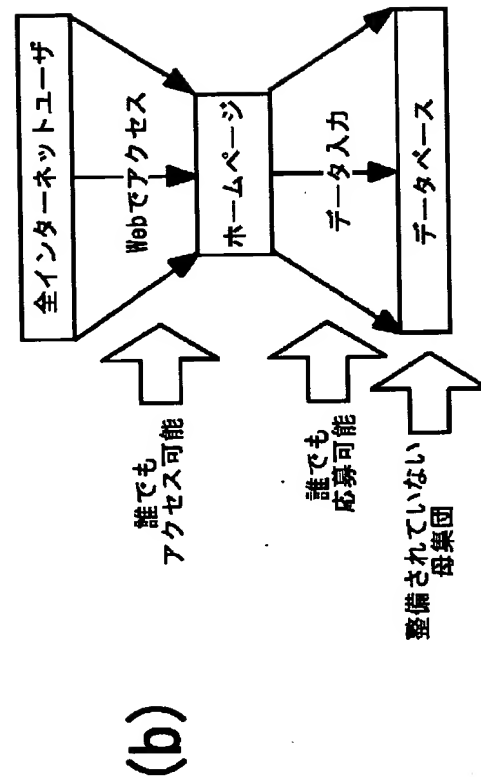 (b)
全インターネットユーザ
Webでアクセス
誰でも
アクセス可能
ホームページ
データ入力
誰でも
応募可能
データベース
整備されていない
母集団